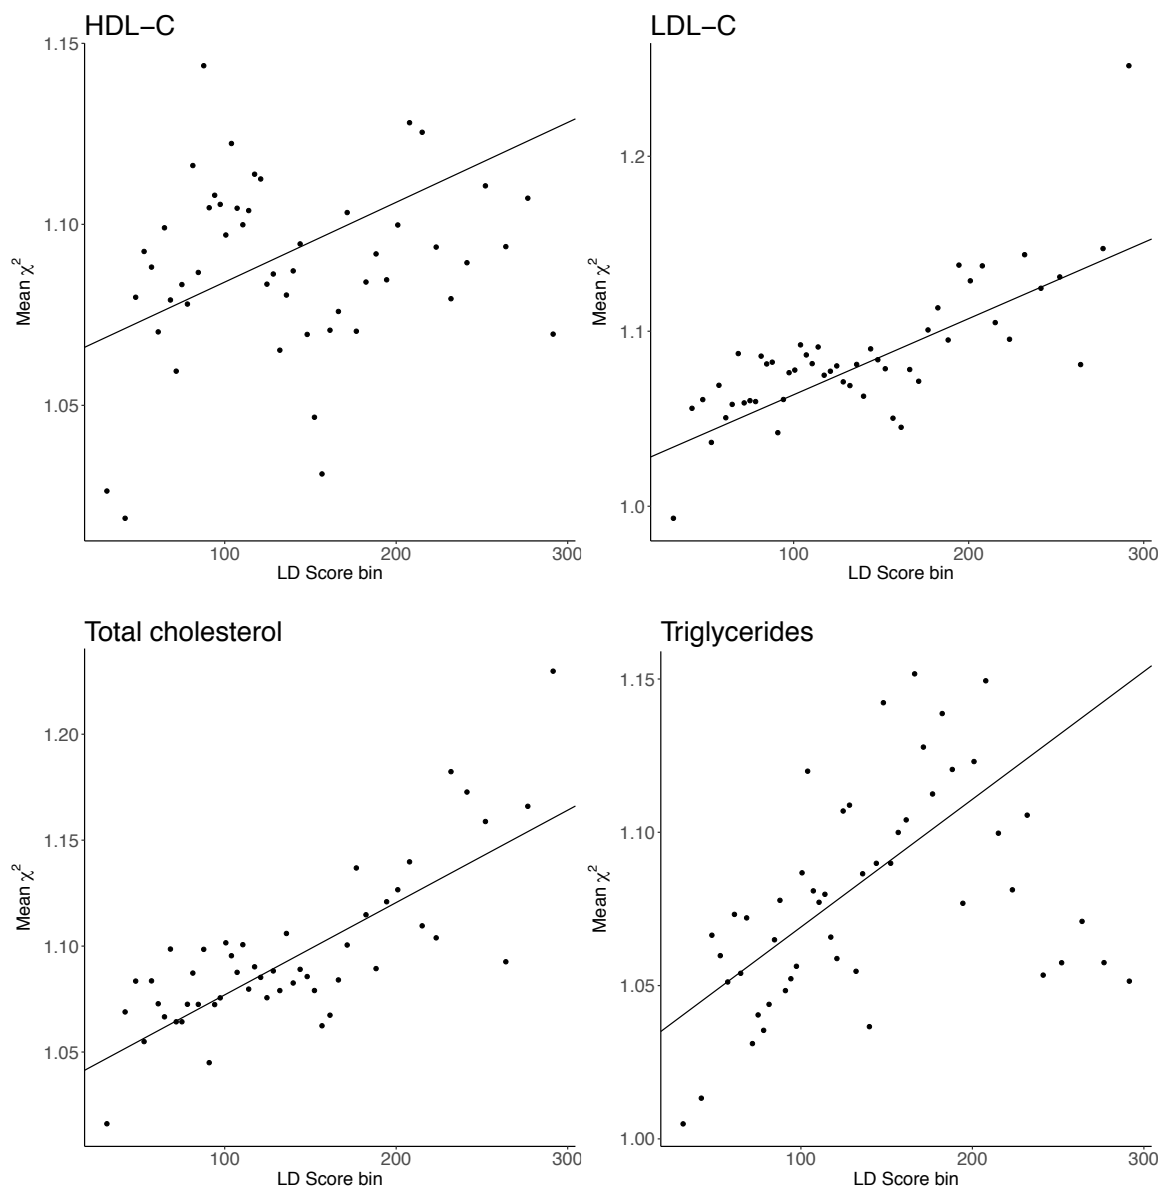 HDL−C
1.15
1.10
1.05
Mean χ²
100
200
300
LD Score bin
LDL−C
1.2
1.1
1.0
Mean χ²
100
200
300
LD Score bin
Total cholesterol
1.20
1.15
1.10
1.05
Mean χ²
100
200
300
LD Score bin
Triglycerides
1.15
1.10
1.05
1.00
Mean χ²
100
200
300
LD Score bin